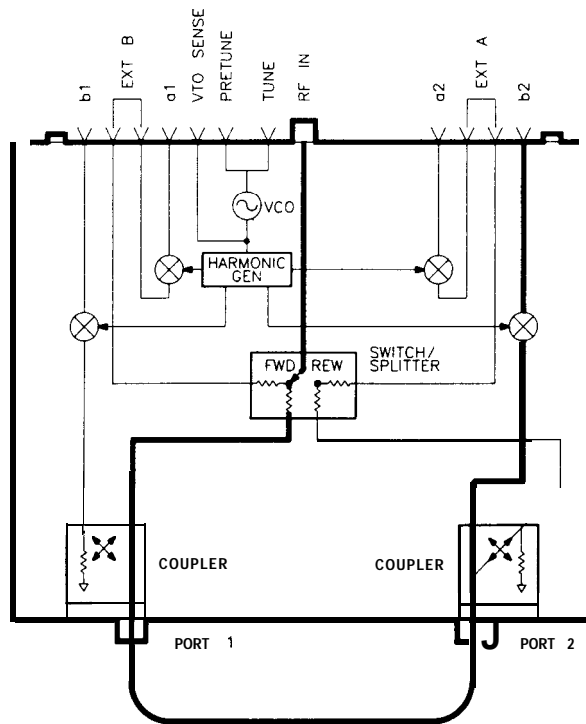 b1
EXT B
a1
VTO SENSE
PRETUNE
TUNE
RF IN
a2
EXT A
b2
VCO
HARMONIC
GEN
FWD REW
SWITCH/
SPLITTER
COUPLER
COUPLER
PORT 1
PORT 2